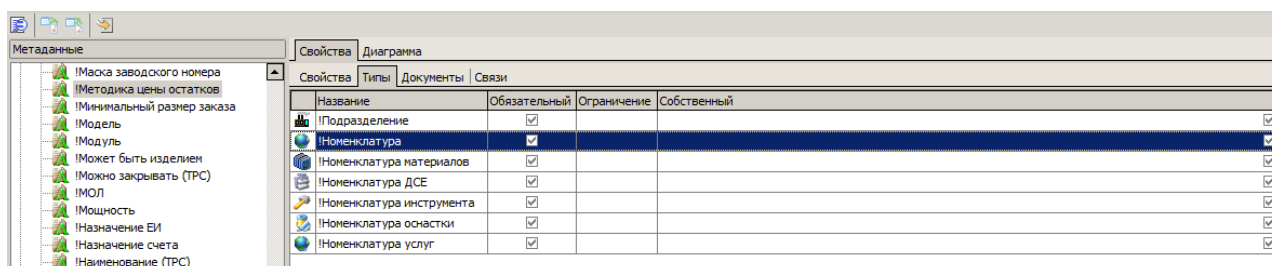 Метаданные
!Маска заводского номера
!Методика цены остатков
!Минимальный размер заказа
!Модель
!Модуль
!Может быть изделием
!Можно закрывать (ТРС)
!МОЛ
!Мощность
!Назначение ЕИ
!Назначение счета
!Наименование (ТРС)
Свойства Диаграмма
Свойства Типы Документы Связи
Название Обязательный Ограничение Собственный
!Подразделение
!Номенклатура
!Номенклатура материалов
!Номенклатура ДСЕ
!Номенклатура инструмента
!Номенклатура оснастки
!Номенклатура услуг